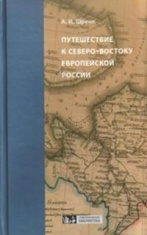 А. И. Шренк
ПУТЕШЕСТВИЕ
К СЕВЕРО-ВОСТОКУ
ЕВРОПЕЙСКОЙ
РОССИИ